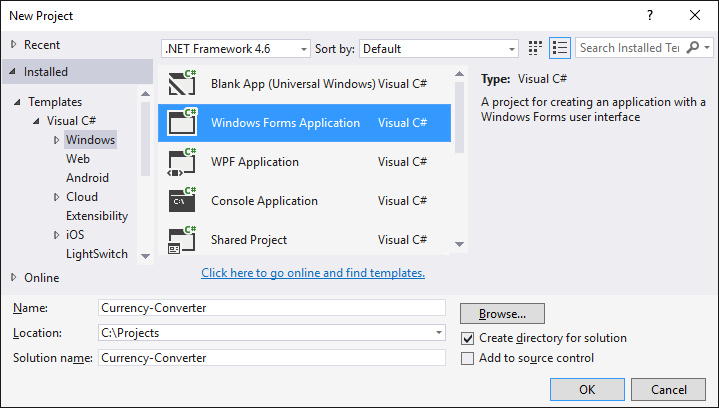 New Project
? ×
Recent
.NET Framework 4.6 Sort by: Default Search Installed Te
Installed
Templates
Visual C#
Windows
Web
Android
Cloud
Extensibility
iOS
LightSwitch
Online
C# Blank App (Universal Windows) Visual C#
C# Windows Forms Application Visual C#
C# WPF Application Visual C#
C# C:\ Console Application Visual C#
C# Shared Project Visual C#
Click here to go online and find templates.
Type: Visual C#
A project for creating an application with a
Windows Forms user interface
Name: Currency-Converter
Location: C:\Projects Browse...
Solution name: Currency-Converter
Create directory for solution
Add to source control
OK Cancel